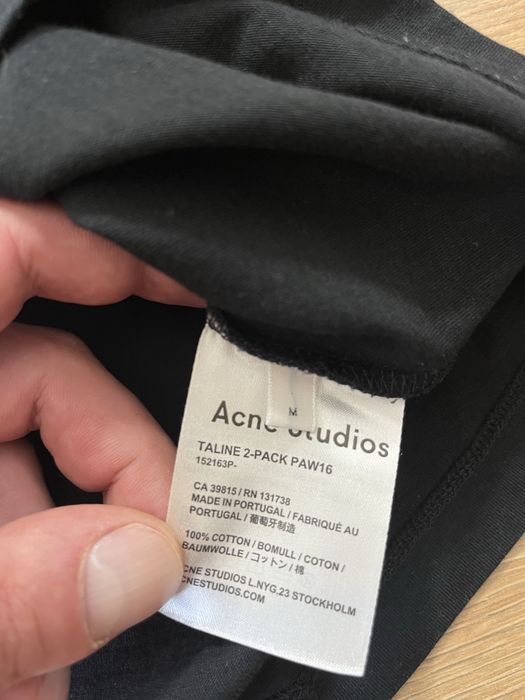 M
Acne Studios
TALINE 2-PACK PAW16
152163P-
CA 39815 / RN 131738
MADE IN PORTUGAL / FABRIQUÉ AU
PORTUGAL / 葡萄牙制造
100% COTTON / BOMULL / COTON /
BAUMWOLLE / コットン / 棉
CNE STUDIOS L.NYG.23 STOCKHOLM
CNESTUDIOS.COM